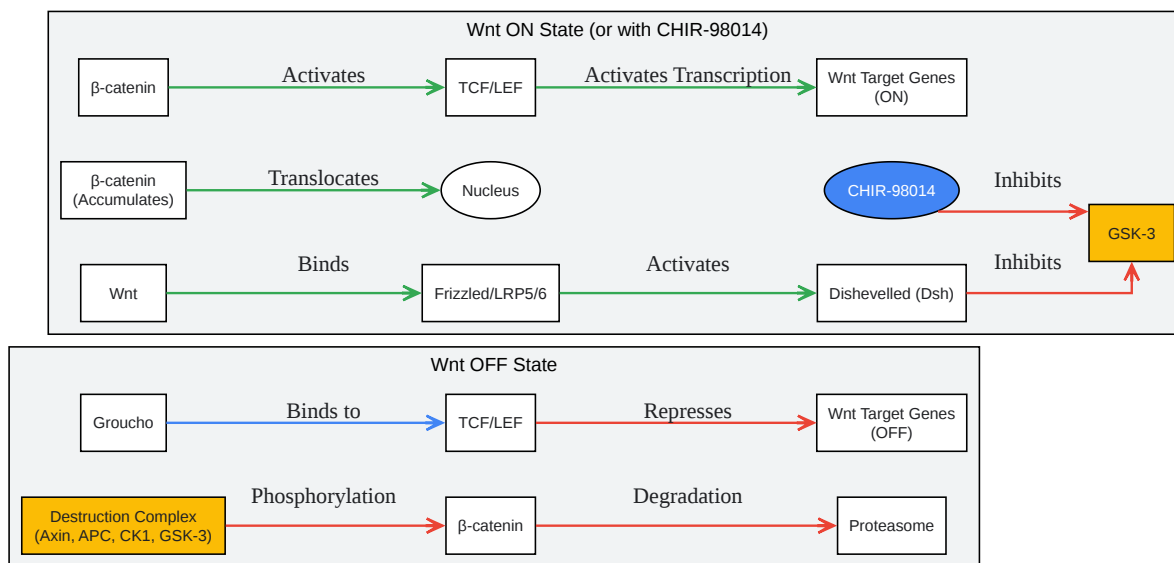 Wnt ON State (or with CHIR-98014)
β-catenin
Activates
TCF/LEF
Activates Transcription
Wnt Target Genes
(ON)
β-catenin
(Accumulates)
Translocates
Nucleus
CHIR-98014
Inhibits
GSK-3
Wnt
Binds
Frizzled/LRP5/6
Activates
Dishevelled (Dsh)
Inhibits
Wnt OFF State
Groucho
Binds to
TCF/LEF
Represses
Wnt Target Genes
(OFF)
Destruction Complex
(Axin, APC, CK1, GSK-3)
Phosphorylation
β-catenin
Degradation
Proteasome